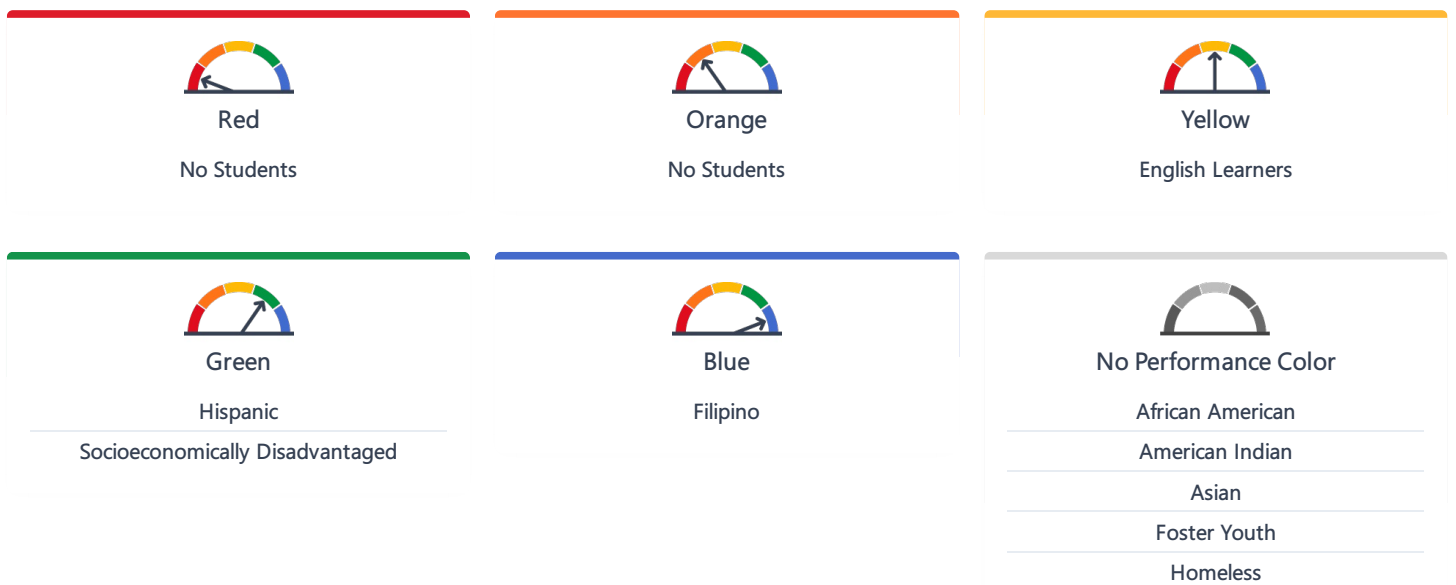 Red
No Students
Orange
No Students
Yellow
English Learners
Green
Hispanic
Socioeconomically Disadvantaged
Blue
Filipino
No Performance Color
African American
American Indian
Asian
Foster Youth
Homeless